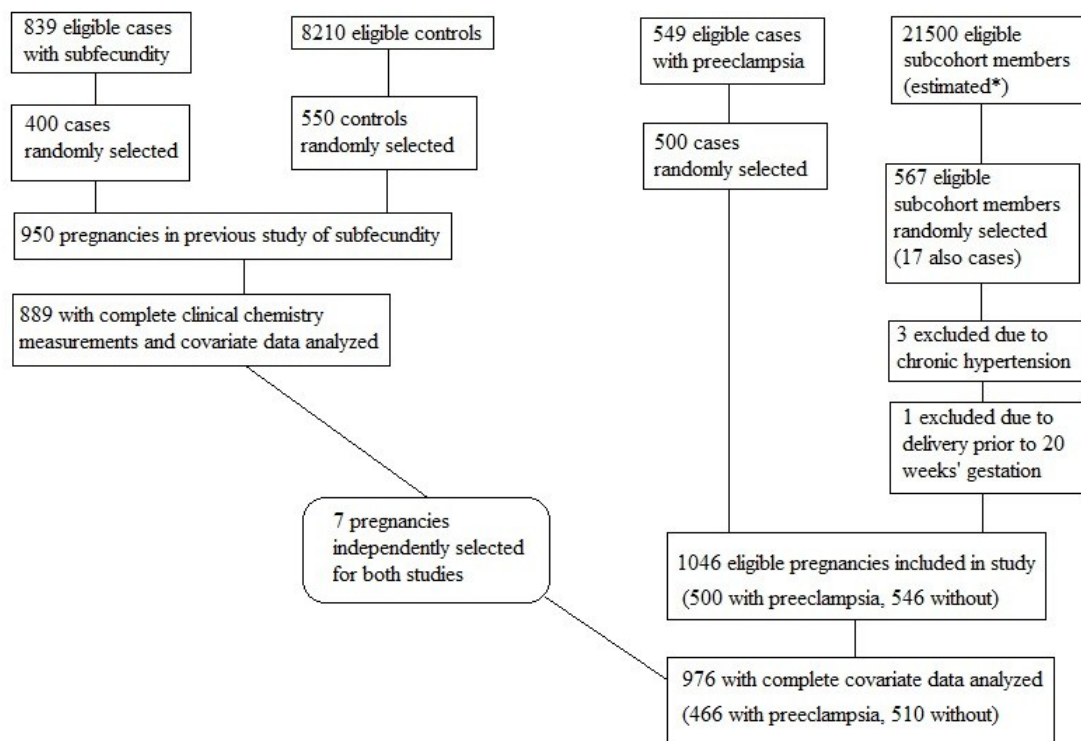 839 eligible cases
with subfecundity
8210 eligible controls
549 eligible cases
with preeclampsia
21500 eligible
subcohort members
(estimated*)
400 cases
randomly selected
550 controls
randomly selected
500 cases
randomly selected
567 eligible
subcohort members
randomly selected
(17 also cases)
950 pregnancies in previous study of subfecundity
889 with complete clinical chemistry
measurements and covariate data analyzed
3 excluded due to
chronic hypertension
1 excluded due to
delivery prior to 20
weeks' gestation
7 pregnancies
independently selected
for both studies
1046 eligible pregnancies included in study
(500 with preeclampsia, 546 without)
976 with complete covariate data analyzed
(466 with preeclampsia, 510 without)